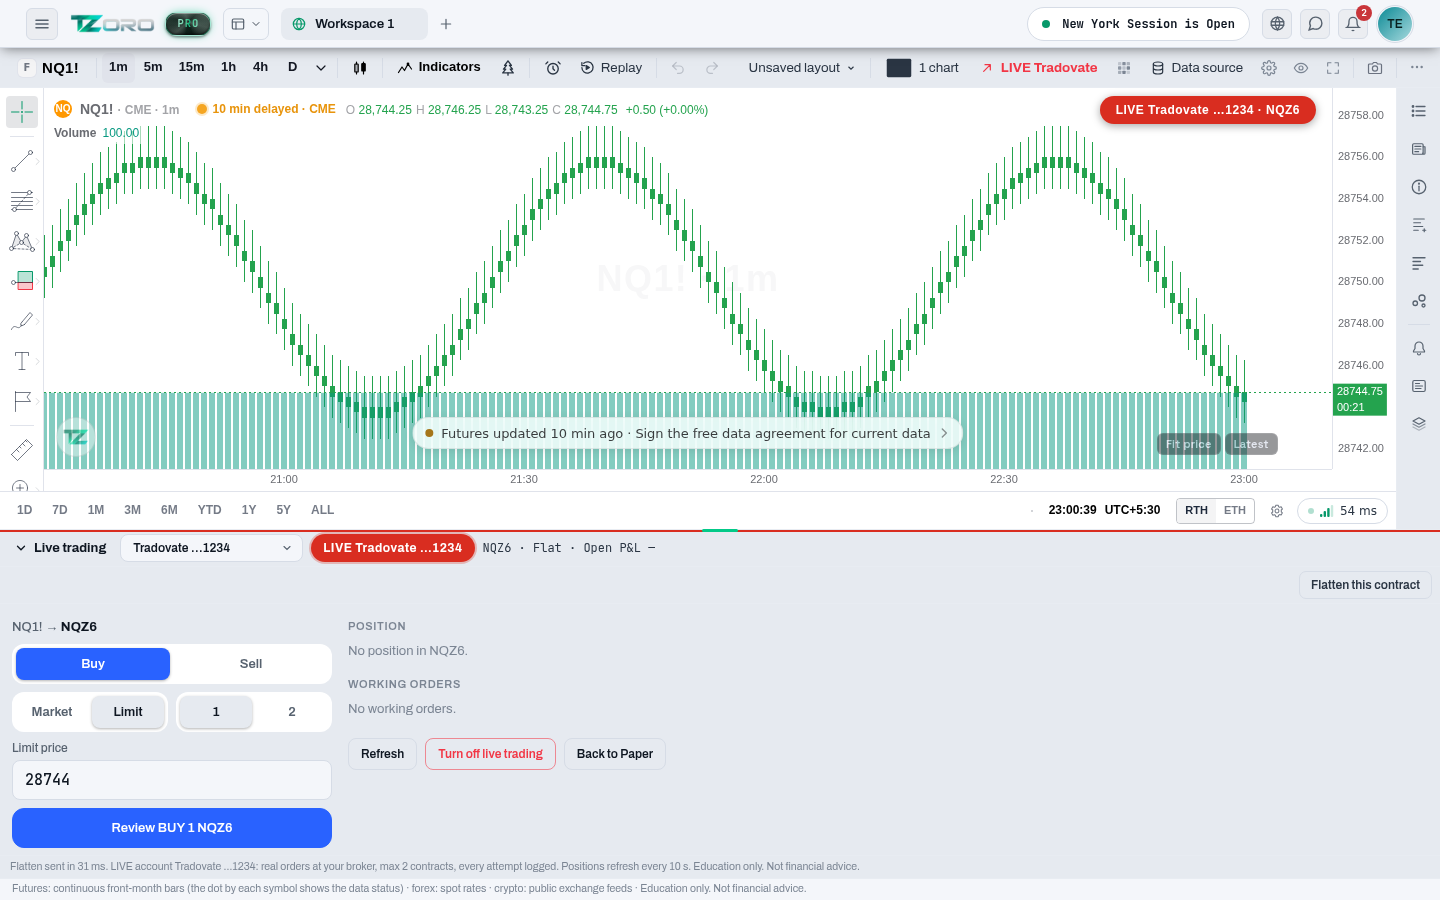 TZORO PRO Workspace 1 New York Session is Open 2 TE
F NQ1! 1m 5m 15m 1h 4h D Indicators Replay Unsaved layout 1 chart LIVE Tradovate Data source
NQ NQ1! · CME · 1m 10 min delayed · CME O 28,744.25 H 28,746.25 L 28,743.25 C 28,744.75 +0.50 (+0.00%)
LIVE Tradovate ...1234 · NQZ6
Volume 100.00
28758.00
28756.00
28754.00
28752.00
28750.00
28748.00
28746.00
28744.75
00:21
28742.00
NQ1! 1m
TZ
Futures updated 10 min ago · Sign the free data agreement for current data
Fit price Latest
21:00 21:30 22:00 22:30 23:00
1D 7D 1M 3M 6M YTD 1Y 5Y ALL 23:00:39 UTC+5:30 RTH ETH 54 ms
Live trading Tradovate ...1234 LIVE Tradovate ...1234 NQZ6 · Flat · Open P&L —
Flatten this contract
NQ1! → NQZ6
Buy Sell
Market Limit 1 2
Limit price
28744
Review BUY 1 NQZ6
POSITION
No position in NQZ6.
WORKING ORDERS
No working orders.
Refresh Turn off live trading Back to Paper
Flatten sent in 31 ms. LIVE account Tradovate ...1234: real orders at your broker, max 2 contracts, every attempt logged. Positions refresh every 10 s. Education only. Not financial advice.
Futures: continuous front-month bars (the dot by each symbol shows the data status) · forex: spot rates · crypto: public exchange feeds · Education only. Not financial advice.